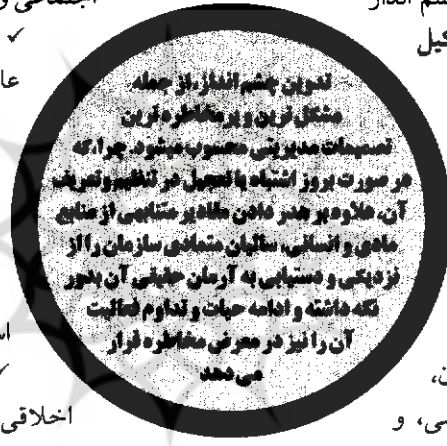 اجتماعی و
تدوین چشم‌انداز، از جمله
مشکل‌ترین و پرمخاطره‌ترین
تصمیمات مدیریتی محسوب میشود. چرا که
در صورت بروز اشتباه یا تعجیل در تنظیم و تعریف
آن، علاوه بر هدر دادن مقادیر متنابهی از منابع
مادی و انسانی، سالیان متمادی سازمان را از
نزدیکی و دستیابی به آرمان حقیقی آن بدور
نگه داشته و ادامه حیات و تداوم فعالیت
آن را نیز در معرض مخاطره قرار
می‌دهد
اخلاقی